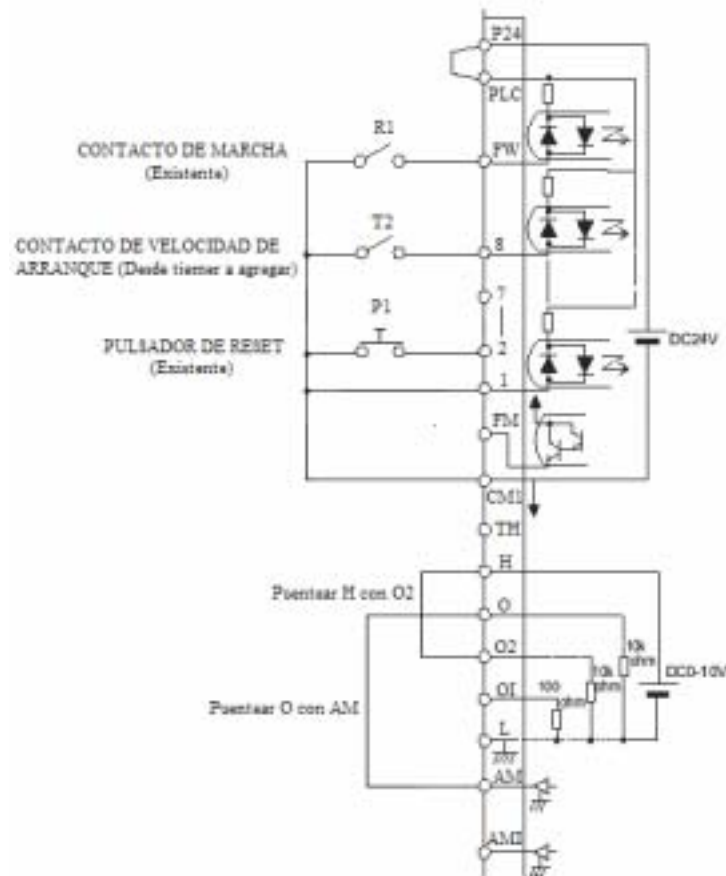 P24
PLC
R1
CONTACTO DE MARCHA
(Existente)
FW
T2
CONTACTO DE VELOCIDAD DE
ARRANQUE (Desde timer a agregar)
8
7
P1
PULSADOR DE RESET
(Existente)
2
DC24V
1
FM
CM1
TH
H
Puentear H con O2
O
O2
10k
ohm
10k
ohm
DC0-10V
OI
100
ohm
Puentear O con AM
L
AM
AMI